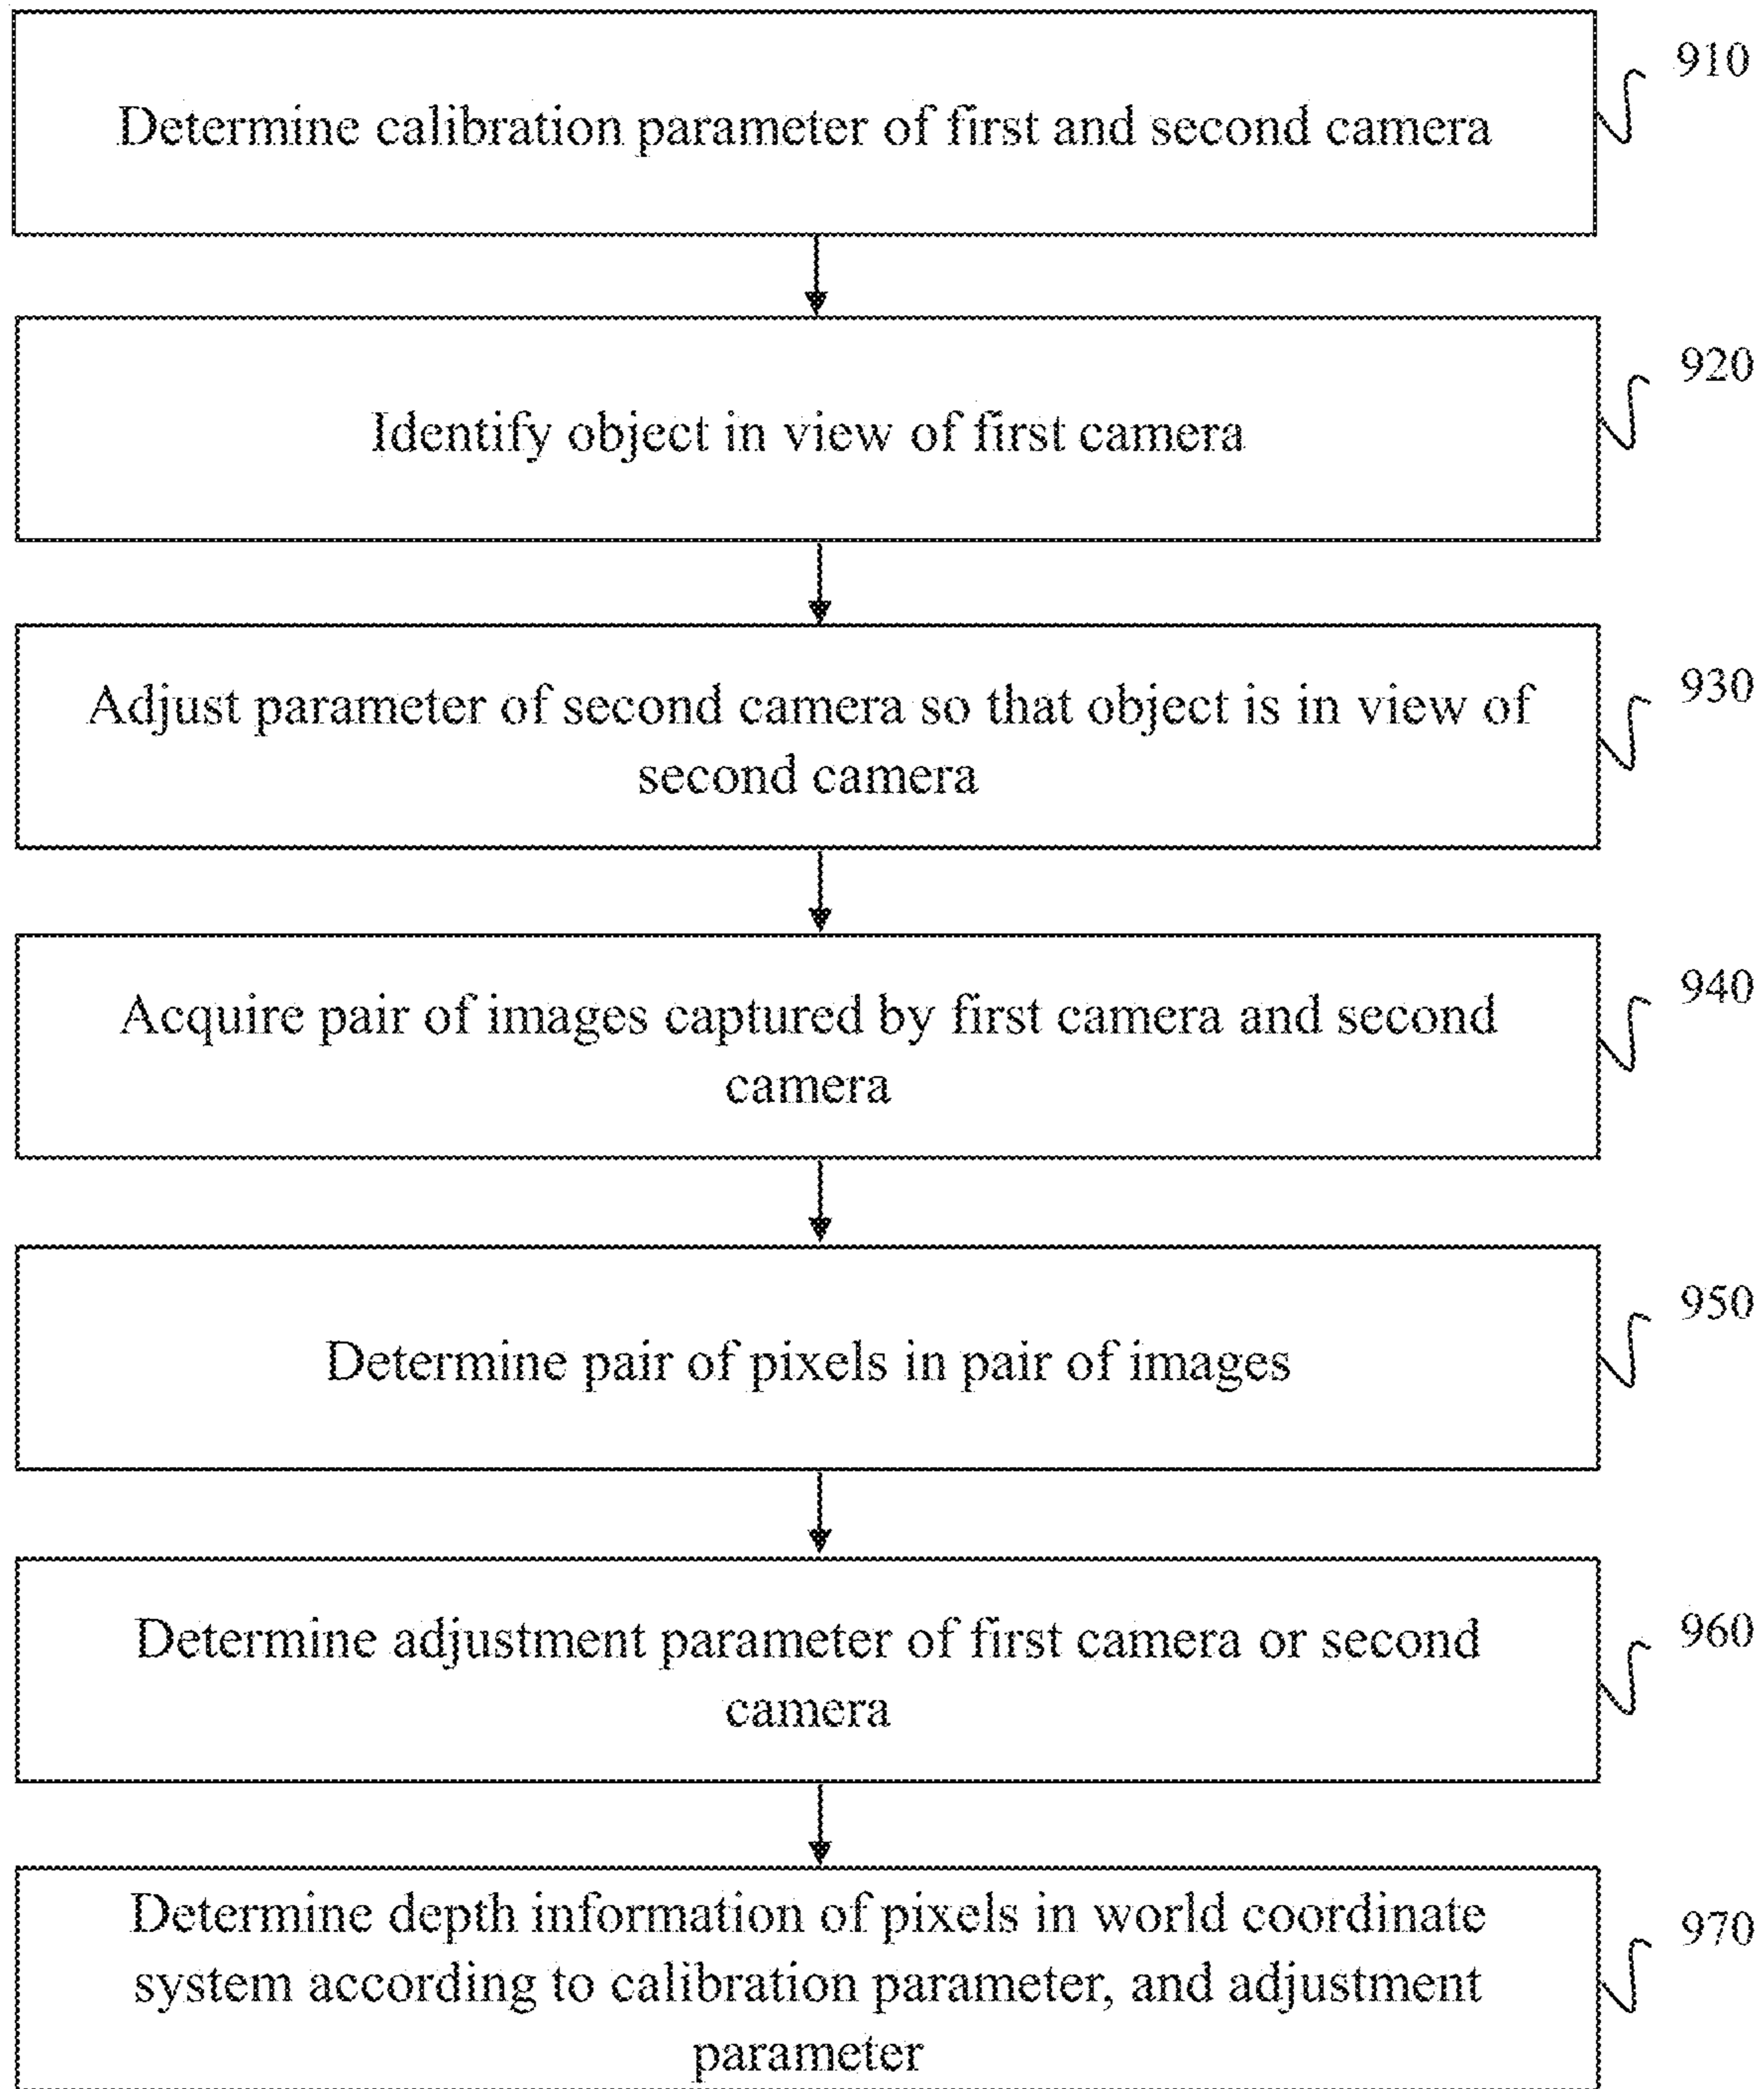 910
Determine calibration parameter of first and second camera
920
Identify object in view of first camera
930
Adjust parameter of second camera so that object is in view of
second camera
940
Acquire pair of images captured by first camera and second
camera
950
Determine pair of pixels in pair of images
960
Determine adjustment parameter of first camera or second
camera
970
Determine depth information of pixels in world coordinate
system according to calibration parameter, and adjustment
parameter